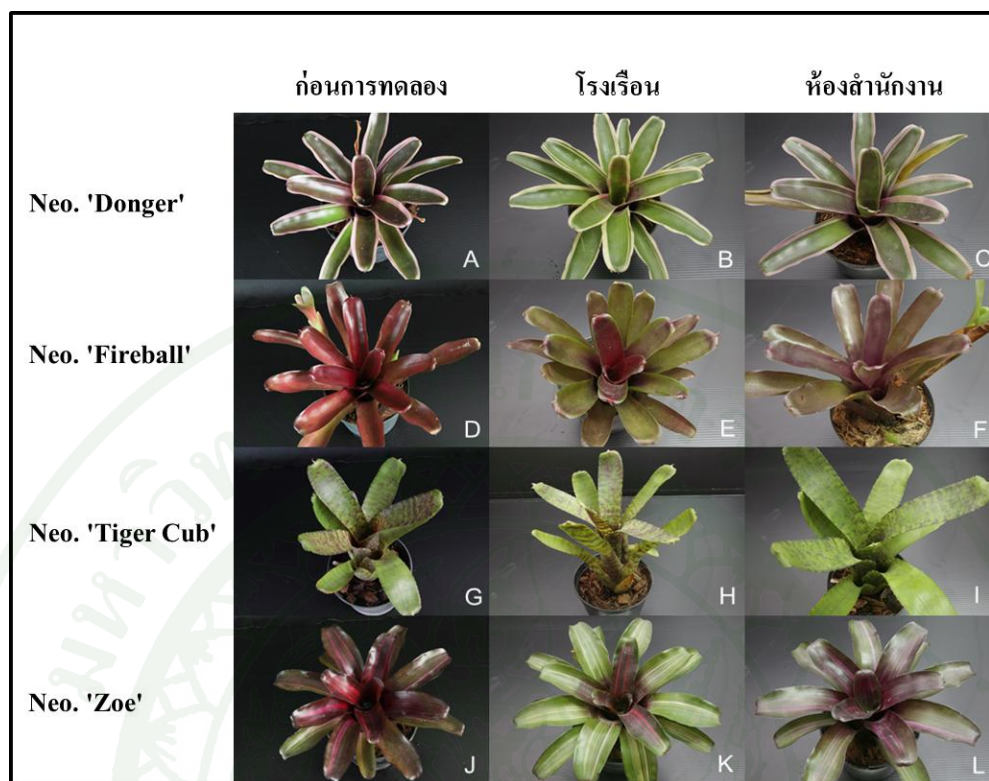 ก่อนการทดลอง โรงเรือน ห้องสำนักงาน
Neo. 'Donger' A B C
Neo. 'Fireball' D E F
Neo. 'Tiger Cub' G H I
Neo. 'Zoe' J K L